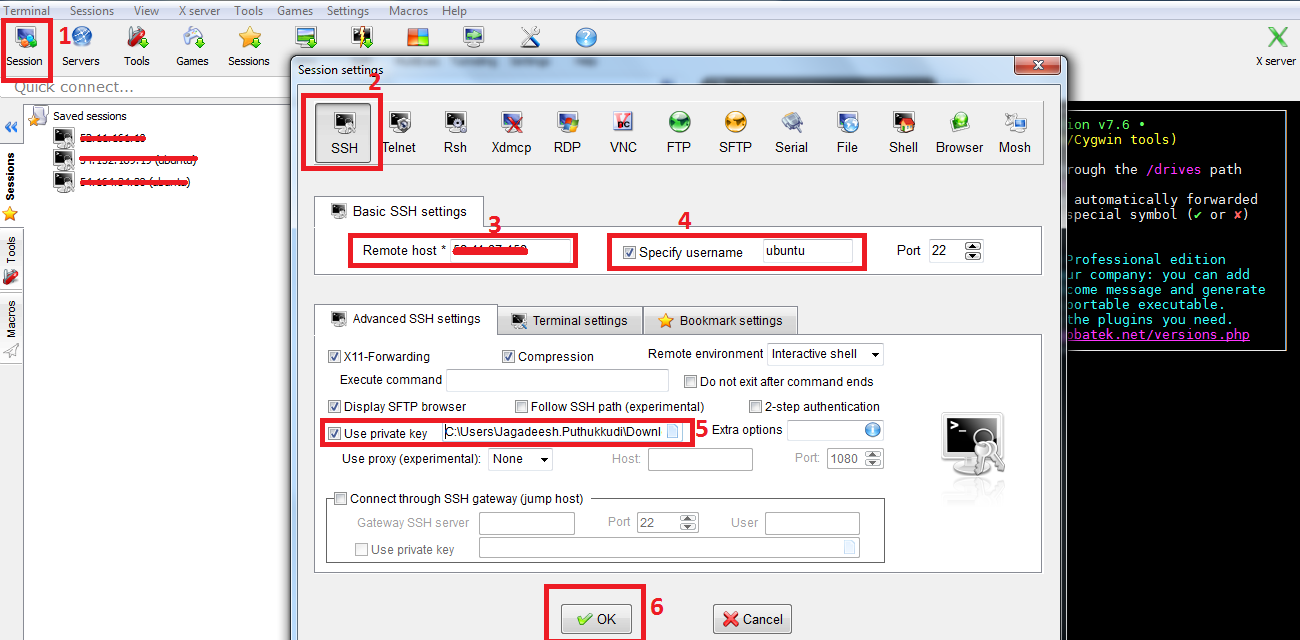 Terminal Sessions View X server Tools Games Settings Macros Help
1
Session Servers Tools Games Sessions
X server
Quick connect...
Session settings
2
Saved sessions
(ubuntu)
(ubuntu)
Sessions
Tools
Macros
SSH Telnet Rsh Xdmcp RDP VNC FTP SFTP Serial File Shell Browser Mosh
Basic SSH settings
3
4
Remote host *
Specify username ubuntu
Port 22
Advanced SSH settings Terminal settings Bookmark settings
X11-Forwarding Compression Remote environment Interactive shell
Execute command Do not exit after command ends
Display SFTP browser Follow SSH path (experimental) 2-step authentication
Use private key C:\Users\Jagadeesh.Puthukkudi\Downl 5 Extra options
Use proxy (experimental): None Host: Port: 1080
Connect through SSH gateway (jump host)
Gateway SSH server Port 22 User
Use private key
OK 6 Cancel
ion v7.6 •
/Cygwin tools)
rough the /drives path
automatically forwarded
special symbol (✔ or ✘)
Professional edition
ur company: you can add
come message and generate
portable executable.
the plugins you need.
obatek.net/versions.php